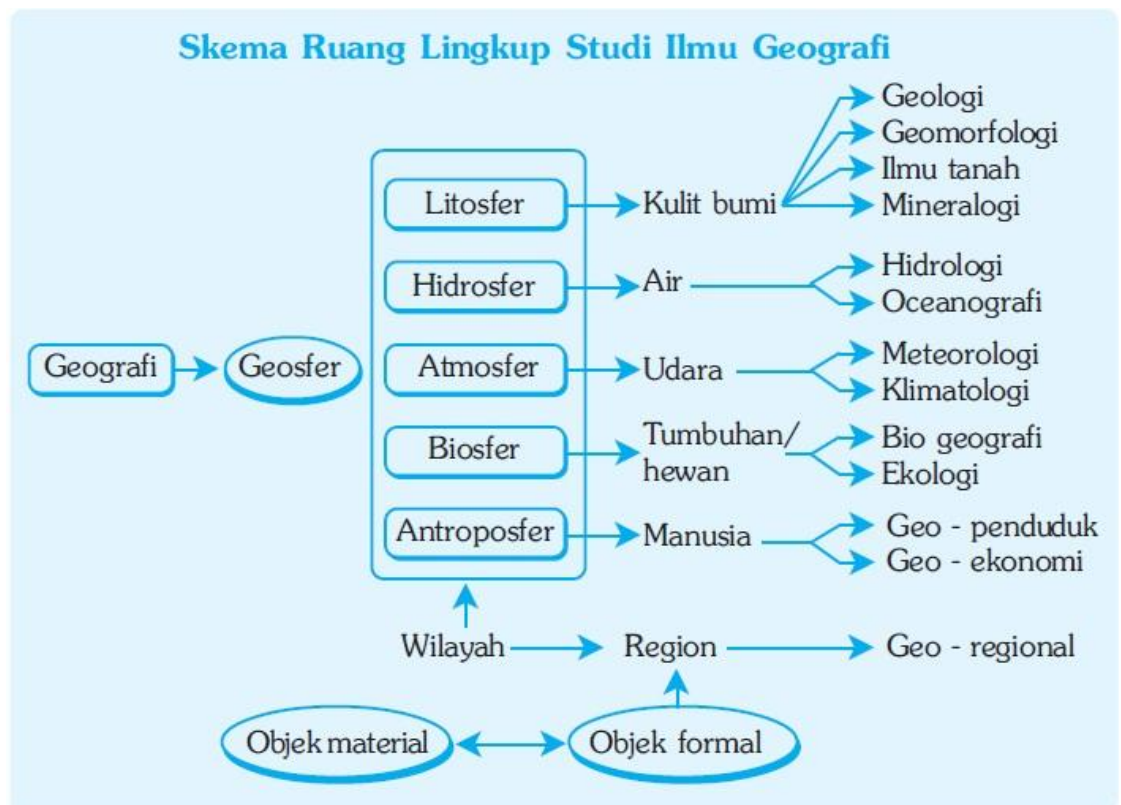 Skema Ruang Lingkup Studi Ilmu Geografi
Geografi
Geosfer
Litosfer
Kulit bumi
Geologi
Geomorfologi
Ilmu tanah
Mineralogi
Hidrosfer
Air
Hidrologi
Oceanografi
Atmosfer
Udara
Meteorologi
Klimatologi
Biosfer
Tumbuhan/
hewan
Bio geografi
Ekologi
Antroposfer
Manusia
Geo - penduduk
Geo - ekonomi
Wilayah
Region
Geo - regional
Objek material
Objek formal